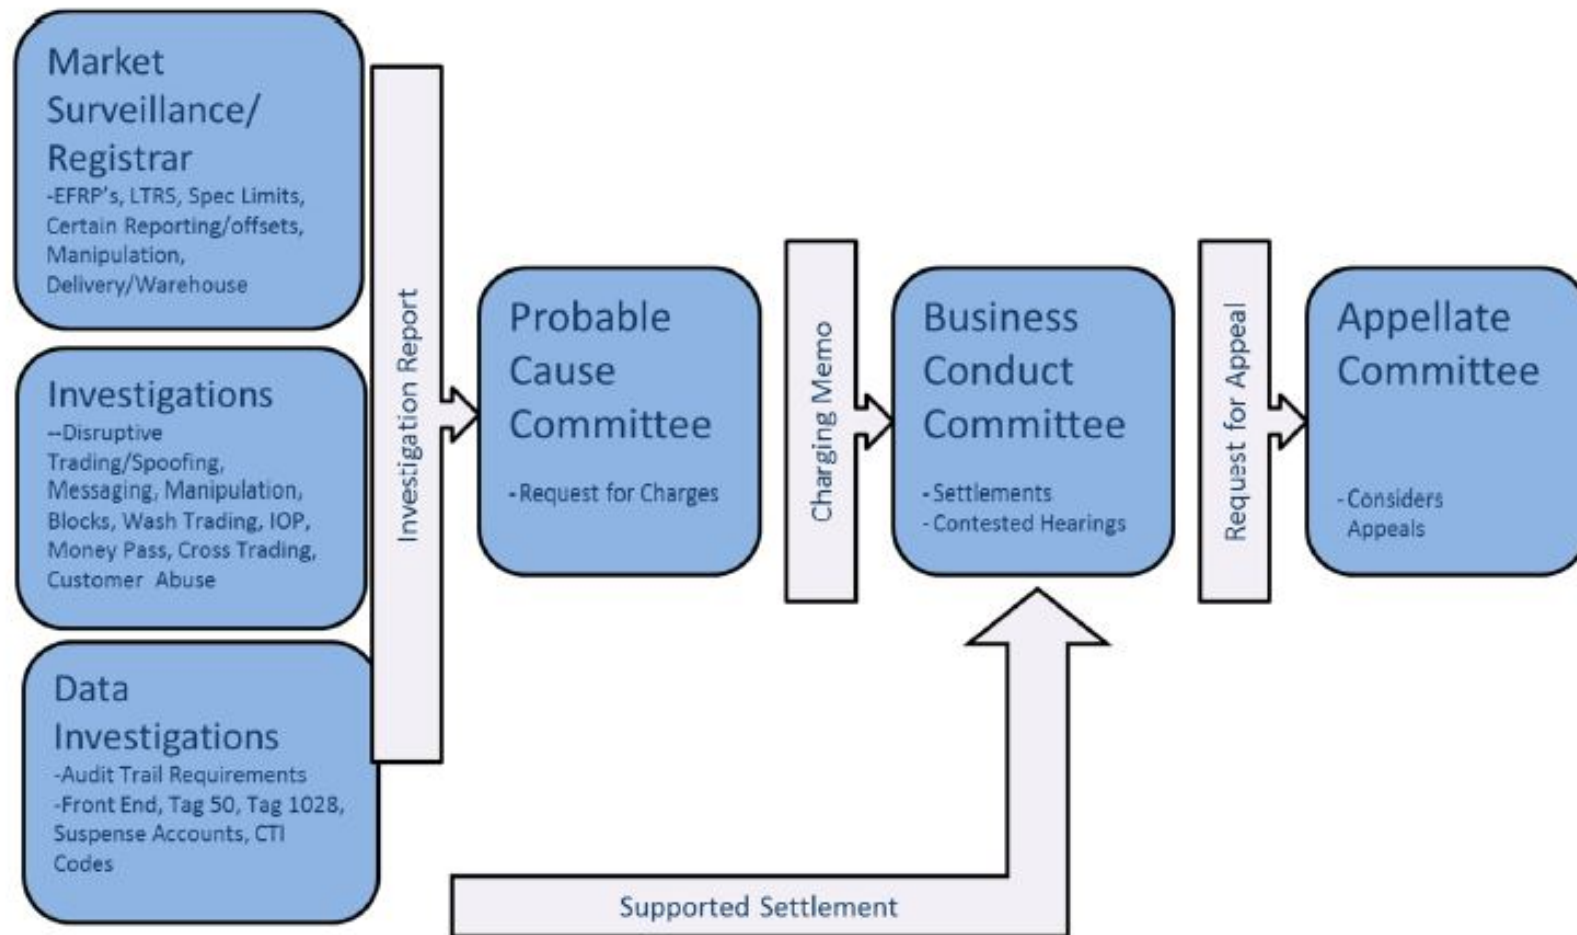 Market
Surveillance/
Registrar
-EFRP's, LTRS, Spec Limits,
Certain Reporting/offsets,
Manipulation,
Delivery/Warehouse
Investigations
--Disruptive
Trading/Spoofing,
Messaging, Manipulation,
Blocks, Wash Trading, IOP,
Money Pass, Cross Trading,
Customer Abuse
Data
Investigations
-Audit Trail Requirements
-Front End, Tag 50, Tag 1028,
Suspense Accounts, CTI
Codes
Investigation Report
Probable
Cause
Committee
- Request for Charges
Charging Memo
Business
Conduct
Committee
- Settlements
- Contested Hearings
Request for Appeal
Appellate
Committee
- Considers
Appeals
Supported Settlement